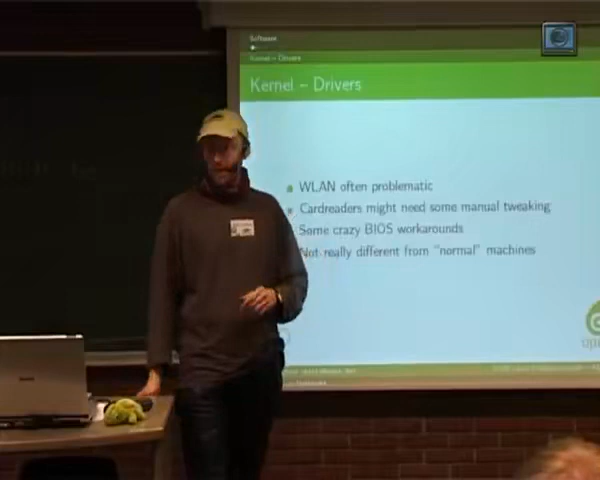 Software
Kernel – Drivers
Kernel – Drivers
WLAN often problematic
Cardreaders might need some manual tweaking
Some crazy BIOS workarounds
Not really different from "normal" machines